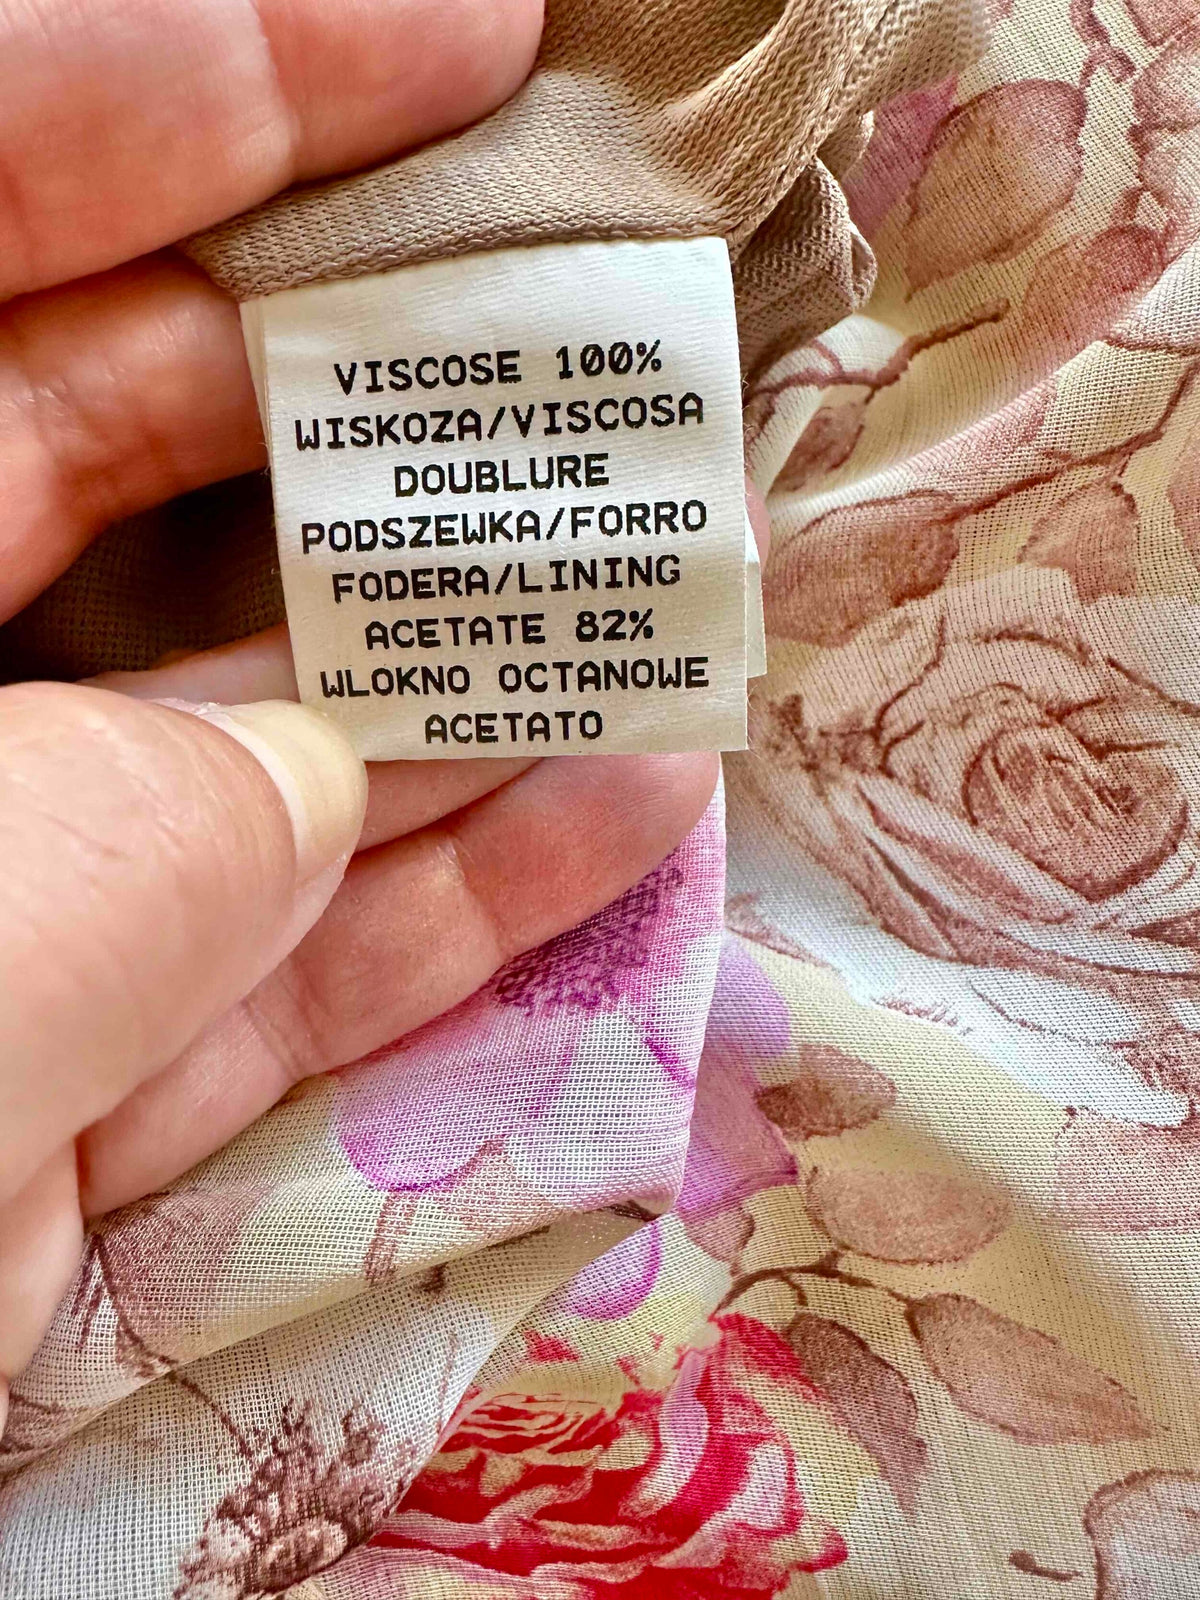 VISCOSE 100%
WISKOZA/VISCOSA
DOUBLURE
PODSZEWKA/FORRO
FODERA/LINING
ACETATE 82%
WLOKNO OCTANOWE
ACETATO